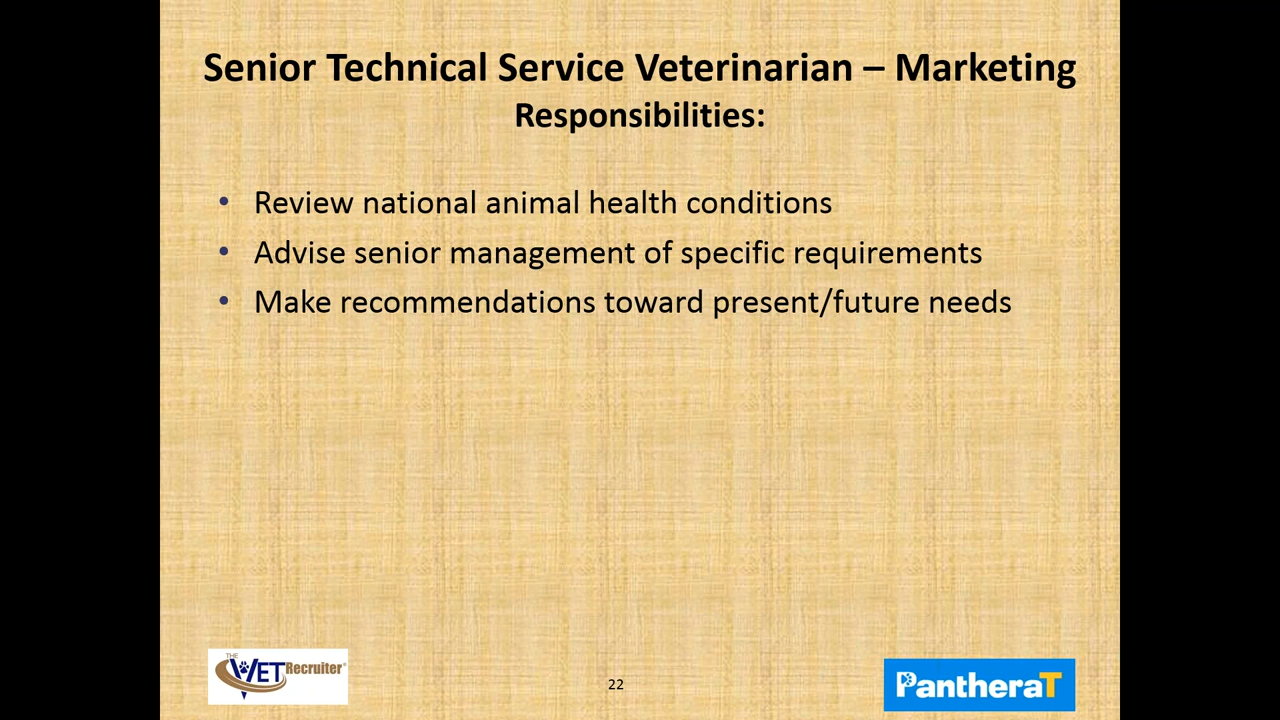 Senior Technical Service Veterinarian – Marketing
Responsibilities:
• Review national animal health conditions
• Advise senior management of specific requirements
• Make recommendations toward present/future needs
THE
VET Recruiter®
22
PantheraT